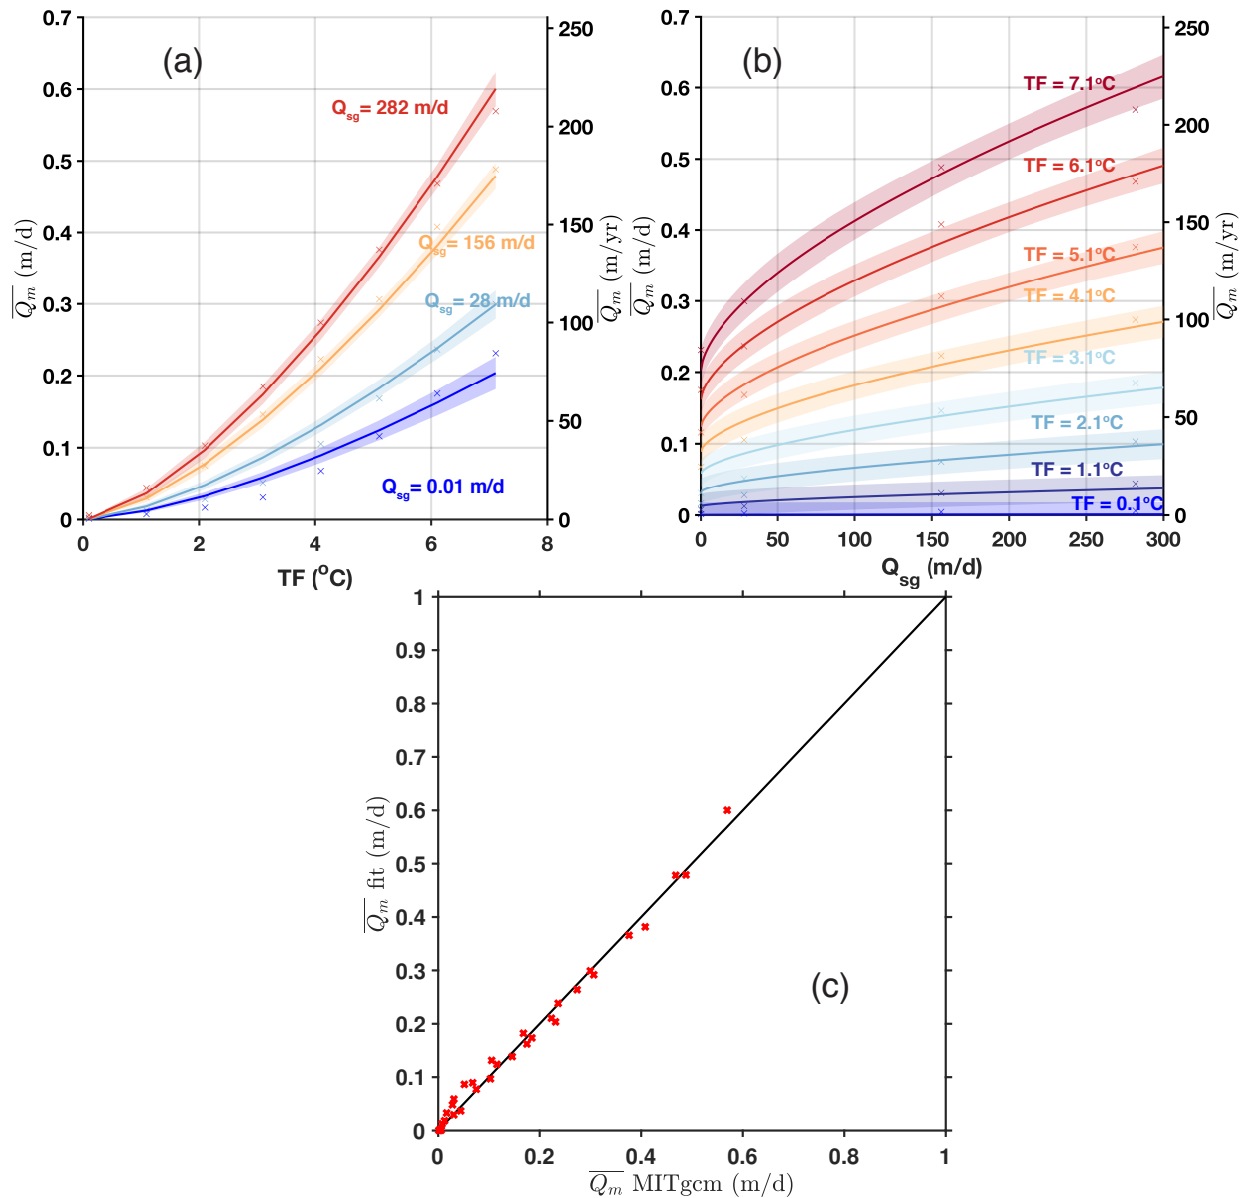 (a)
Q_sg= 282 m/d
Q_sg= 156 m/d
Q_sg= 28 m/d
Q_sg= 0.01 m/d
0.7
0.6
0.5
0.4
0.3
0.2
0.1
0
Q_m (m/d)
250
200
150
100
50
0
Q_m (m/yr)
0 2 4 6 8
TF (°C)
(b)
TF = 7.1°C
TF = 6.1°C
TF = 5.1°C
TF = 4.1°C
TF = 3.1°C
TF = 2.1°C
TF = 1.1°C
TF = 0.1°C
0.7
0.6
0.5
0.4
0.3
0.2
0.1
0
Q_m (m/d)
250
200
150
100
50
0
Q_m (m/yr)
0 50 100 150 200 250 300
Q_sg (m/d)
(c)
1
0.9
0.8
0.7
0.6
0.5
0.4
0.3
0.2
0.1
0
Q_m fit (m/d)
0 0.2 0.4 0.6 0.8 1
Q_m MITgcm (m/d)